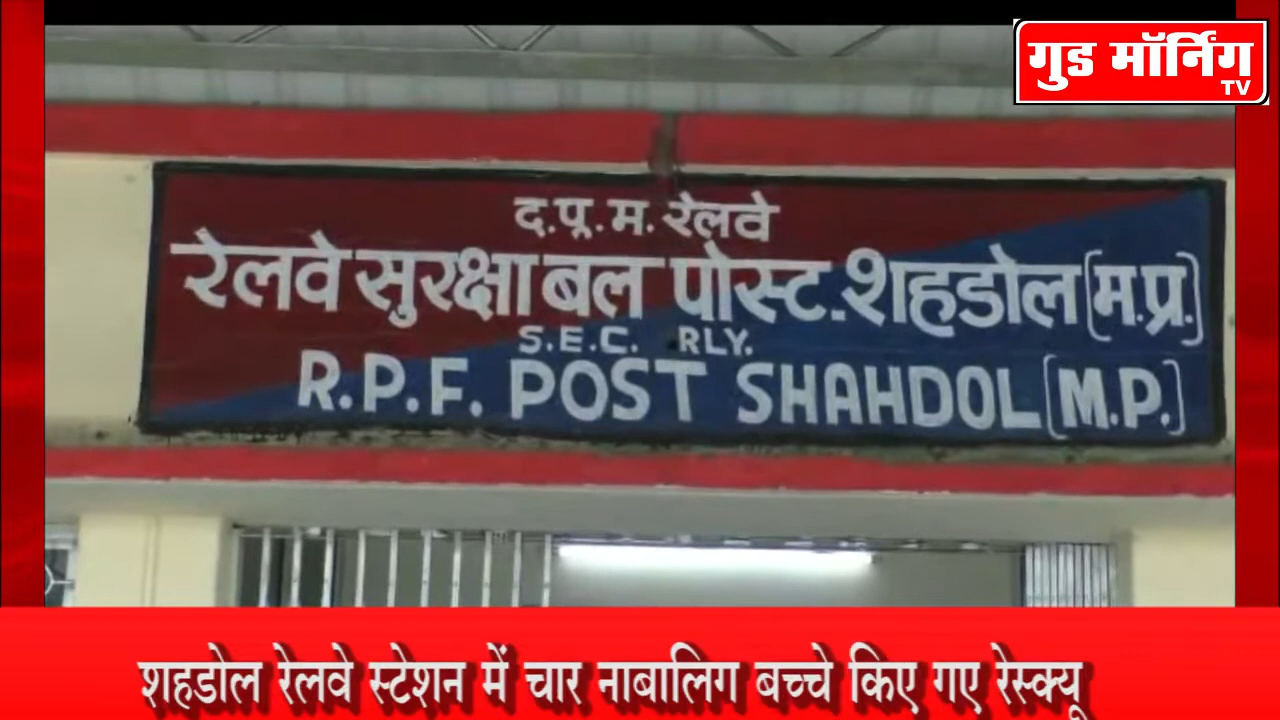 गुड मॉर्निंग
TV
द.पू.म. रेलवे
रेलवे सुरक्षा बल पोस्ट-शहडोल (म.प्र.)
S.E.C. RLY.
R.P.F. POST SHAHDOL (M.P.)
शहडोल रेलवे स्टेशन में चार नाबालिग बच्चे किए गए रेस्क्यू